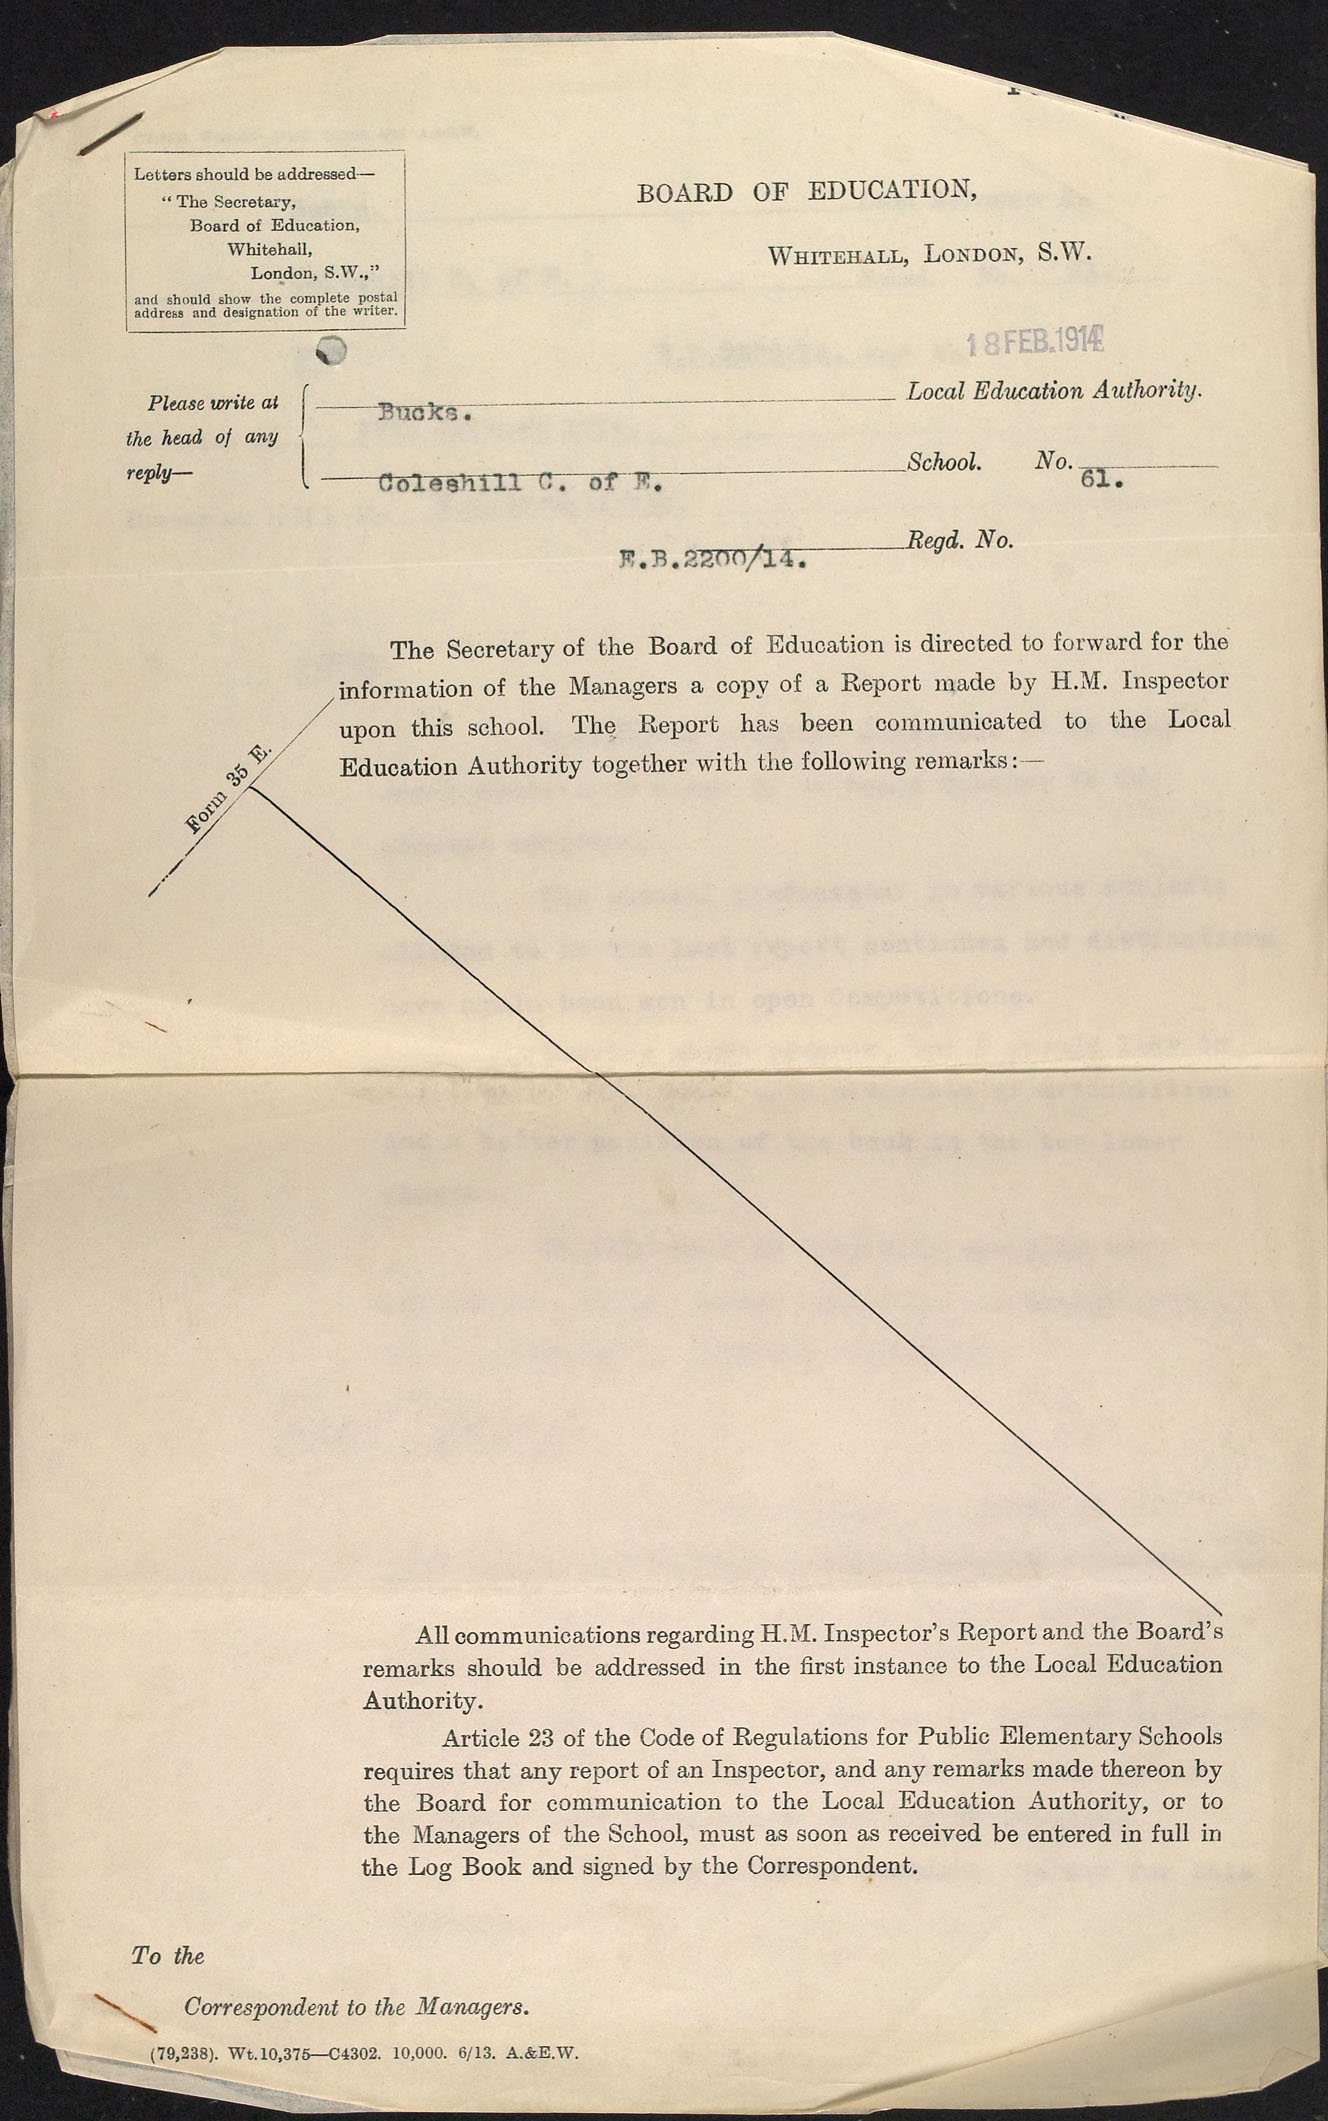 Letters should be addressed—
“The Secretary,
Board of Education,
Whitehall,
London, S.W.,”
and should show the complete postal
address and designation of the writer.
BOARD OF EDUCATION,
WHITEHALL, LONDON, S.W.
18 FEB. 1914
Please write at
the head of any
reply—
Bucks. Local Education Authority.
Coleshill C. of E. School. No. 61.
E.B.2200/14. Regd. No.
The Secretary of the Board of Education is directed to forward for the
information of the Managers a copy of a Report made by H.M. Inspector
upon this school. The Report has been communicated to the Local
Education Authority together with the following remarks:—
Form 35 E.
All communications regarding H.M. Inspector's Report and the Board's
remarks should be addressed in the first instance to the Local Education
Authority.
Article 23 of the Code of Regulations for Public Elementary Schools
requires that any report of an Inspector, and any remarks made thereon by
the Board for communication to the Local Education Authority, or to
the Managers of the School, must as soon as received be entered in full in
the Log Book and signed by the Correspondent.
To the
Correspondent to the Managers.
(79,238). Wt.10,375—C4302. 10,000. 6/13. A.&E.W.